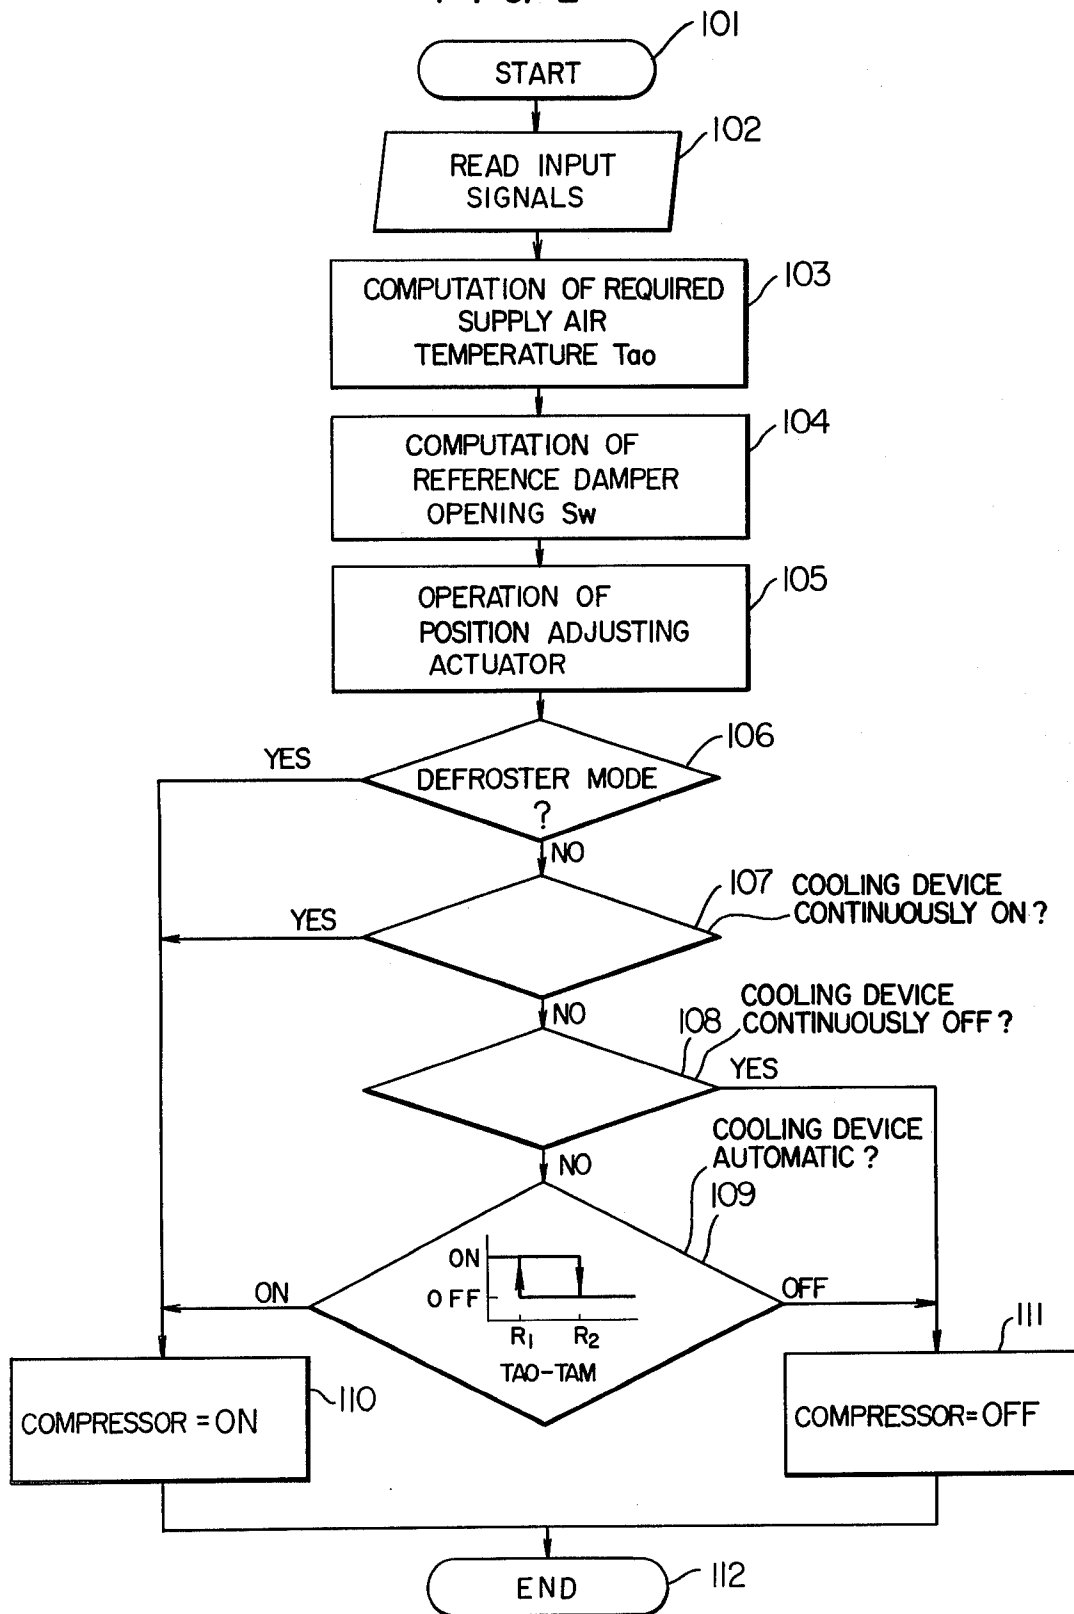 101
START
102
READ INPUT
SIGNALS
103
COMPUTATION OF REQUIRED
SUPPLY AIR
TEMPERATURE Tao
104
COMPUTATION OF
REFERENCE DAMPER
OPENING Sw
105
OPERATION OF
POSITION ADJUSTING
ACTUATOR
106
YES
DEFROSTER MODE
?
NO
107
COOLING DEVICE
CONTINUOUSLY ON ?
YES
NO
COOLING DEVICE
CONTINUOUSLY OFF ?
108
YES
NO
COOLING DEVICE
AUTOMATIC ?
109
ON
OFF
ON
OFF
R1 R2
TAO-TAM
110
COMPRESSOR = ON
111
COMPRESSOR = OFF
END
112